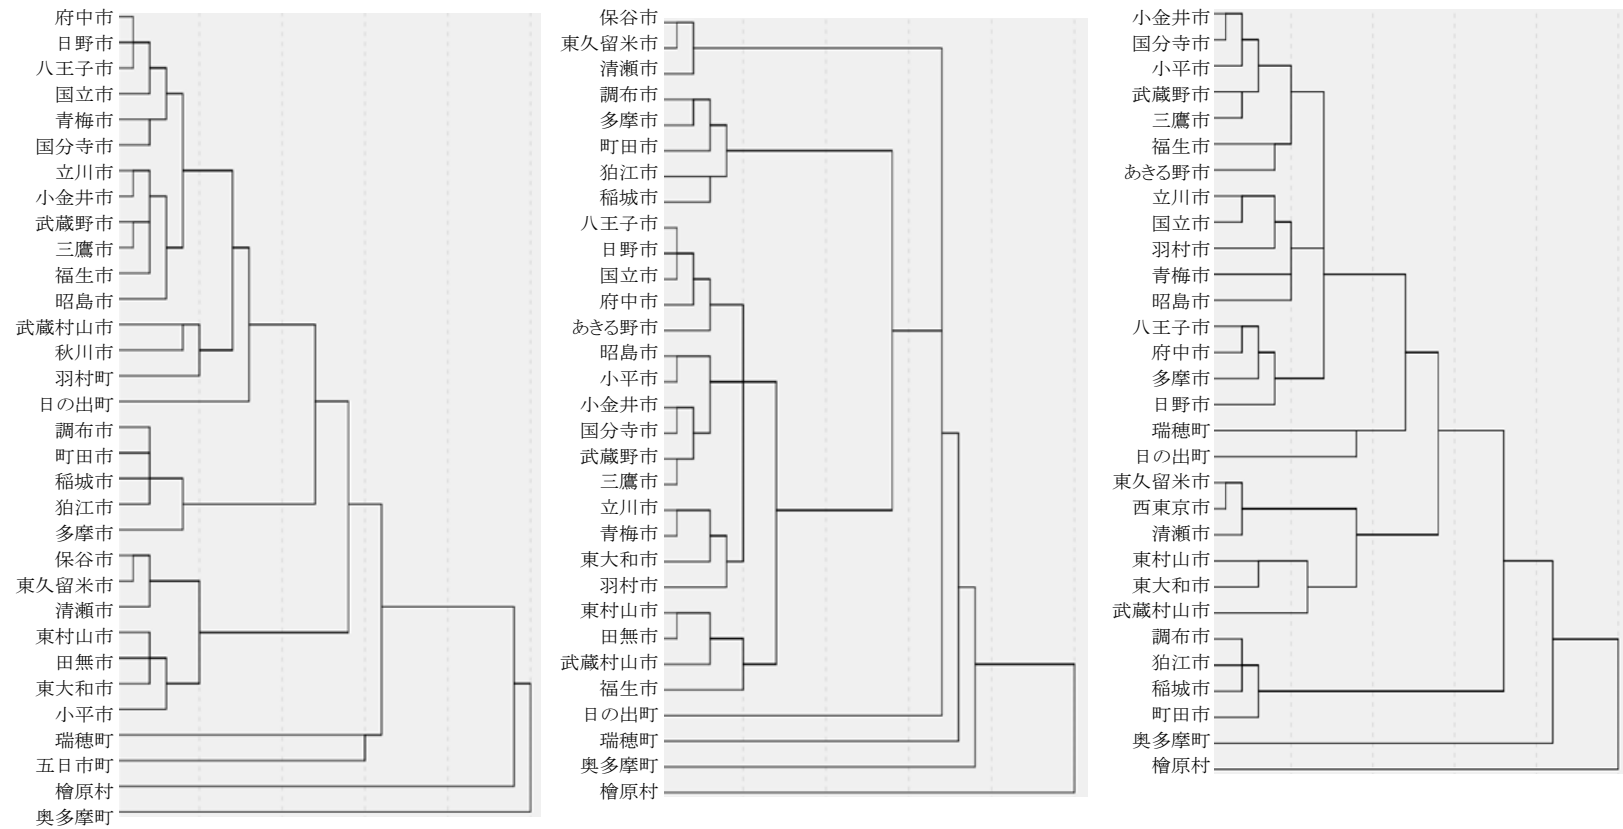 府中市
日野市
八王子市
国立市
青梅市
国分寺市
立川市
小金井市
武蔵野市
三鷹市
福生市
昭島市
武蔵村山市
秋川市
羽村町
日の出町
調布市
町田市
稲城市
狛江市
多摩市
保谷市
東久留米市
清瀬市
東村山市
田無市
東大和市
小平市
瑞穂町
五日市町
檜原村
奥多摩町
保谷市
東久留米市
清瀬市
調布市
多摩市
町田市
狛江市
稲城市
八王子市
日野市
国立市
府中市
あきる野市
昭島市
小平市
小金井市
国分寺市
武蔵野市
三鷹市
立川市
青梅市
東大和市
羽村市
東村山市
田無市
武蔵村山市
福生市
日の出町
瑞穂町
奥多摩町
檜原村
小金井市
国分寺市
小平市
武蔵野市
三鷹市
福生市
あきる野市
立川市
国立市
羽村市
青梅市
昭島市
八王子市
府中市
多摩市
日野市
瑞穂町
日の出町
東久留米市
西東京市
清瀬市
東村山市
東大和市
武蔵村山市
調布市
狛江市
稲城市
町田市
奥多摩町
檜原村